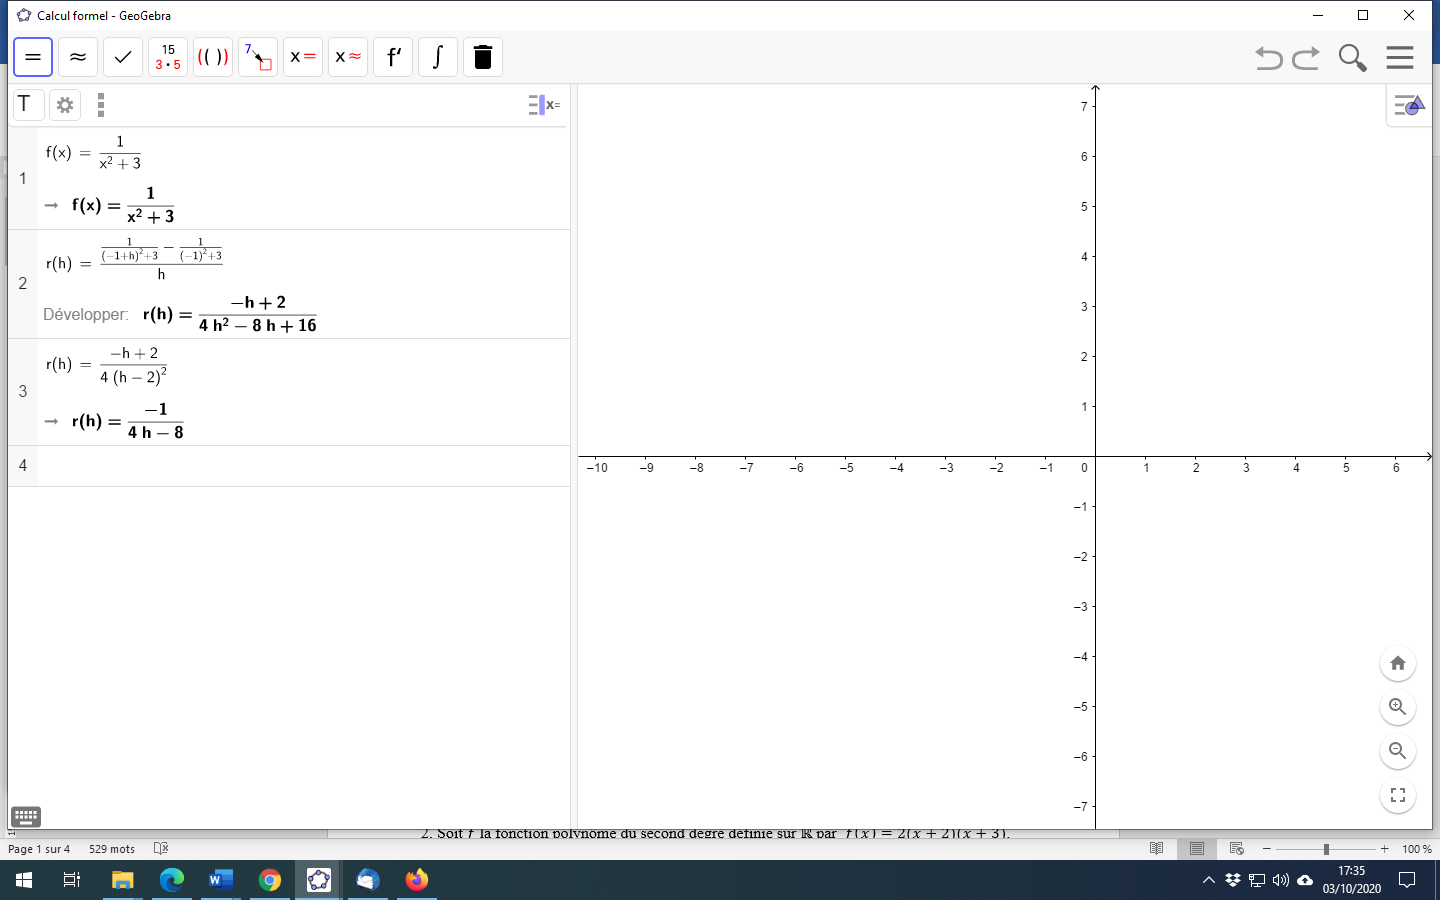 Calcul formel - GeoGebra
= ≈ ✓ 15 3 • 5 (( )) 7 x = x ≈ f′ ∫
T x=
1
f(x) = 1/(x² + 3)
→ f(x) = 1/(x² + 3)
2
r(h) = (1/((−1+h)²+3) − 1/((−1)²+3))/h
Développer: r(h) = (−h + 2)/(4 h² − 8 h + 16)
3
r(h) = (−h + 2)/(4 (h − 2)²)
→ r(h) = −1/(4 h − 8)
4
7
6
5
4
3
2
1
−10 −9 −8 −7 −6 −5 −4 −3 −2 −1 0 1 2 3 4 5 6
−1
−2
−3
−4
−5
−6
−7
2. Soit f la fonction polynôme du second degré définie sur ℝ par f(x) = 2(x + 2)(x + 3).
Page 1 sur 4 529 mots 100 %
17:35
03/10/2020